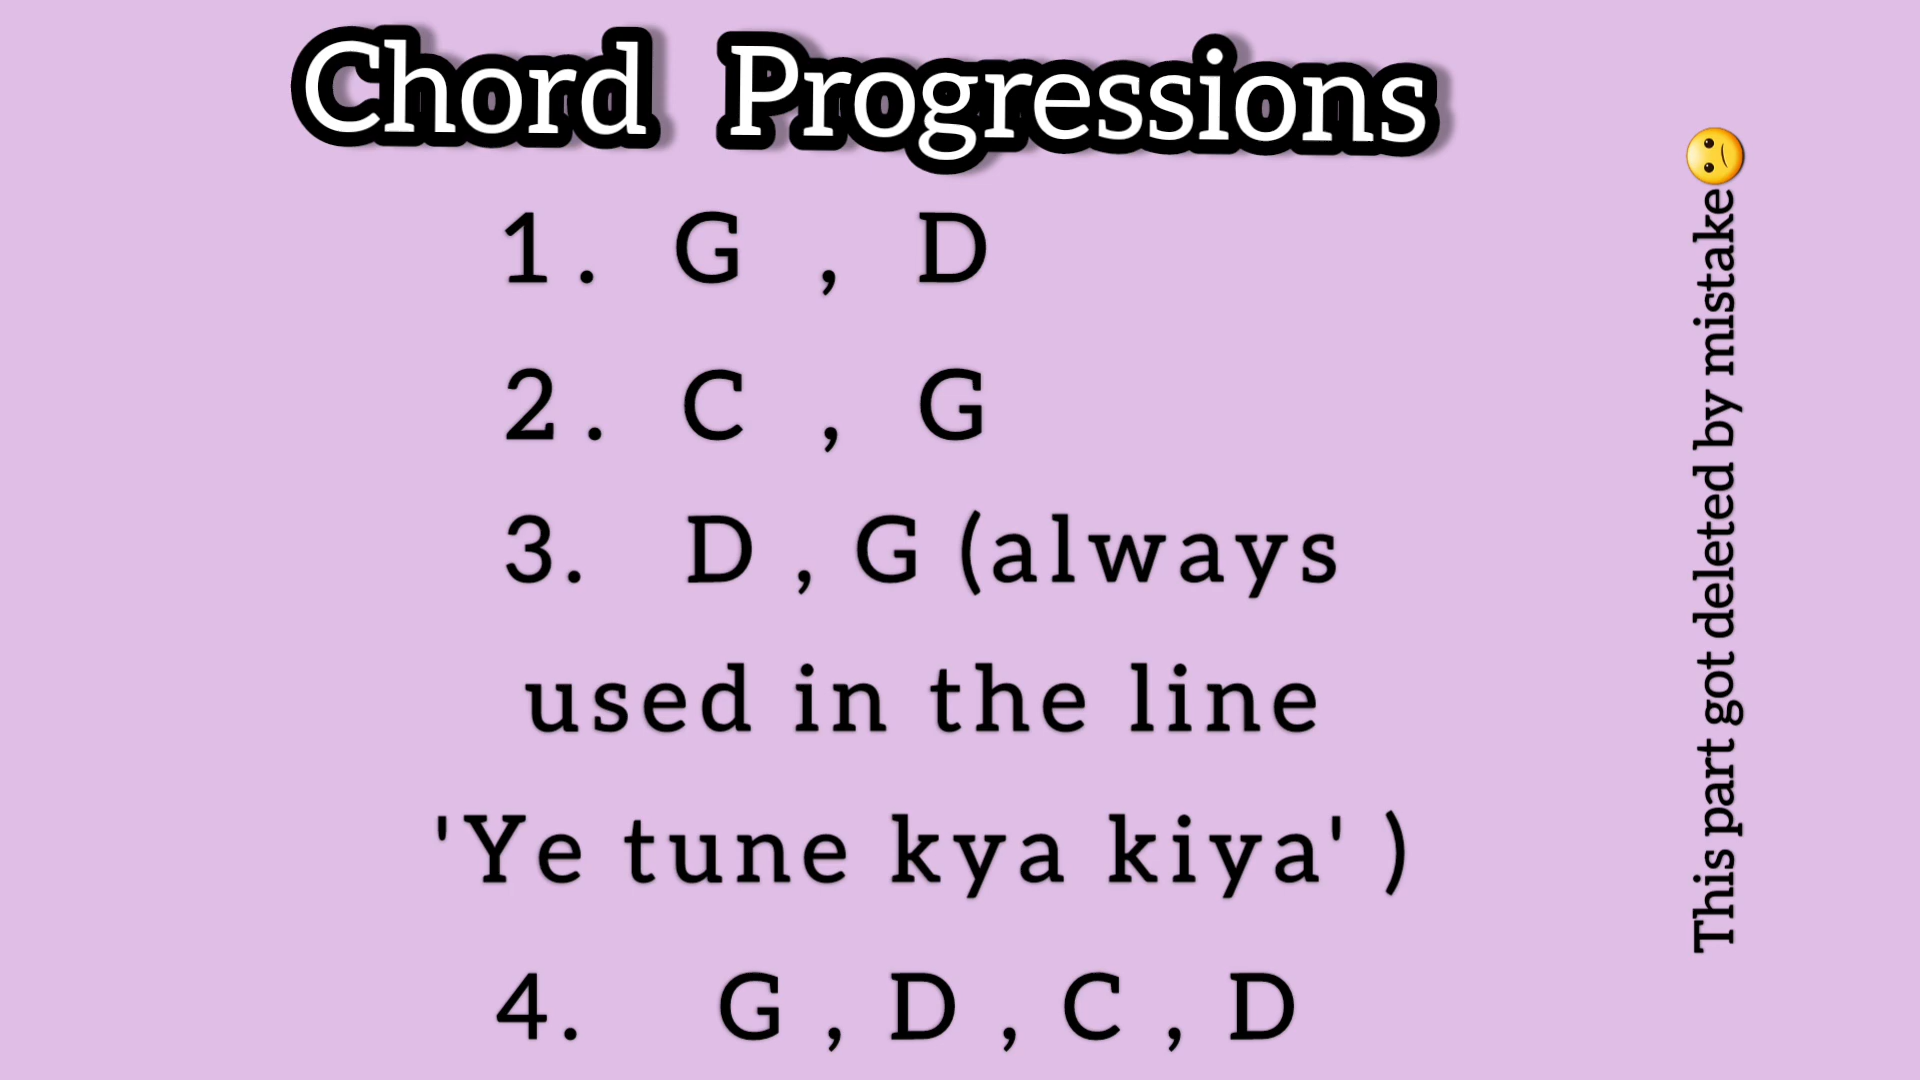 Chord Progressions
1. G , D
2. C , G
3. D , G (always
used in the line
'Ye tune kya kiya' )
4. G , D , C , D
This part got deleted by mistake😕